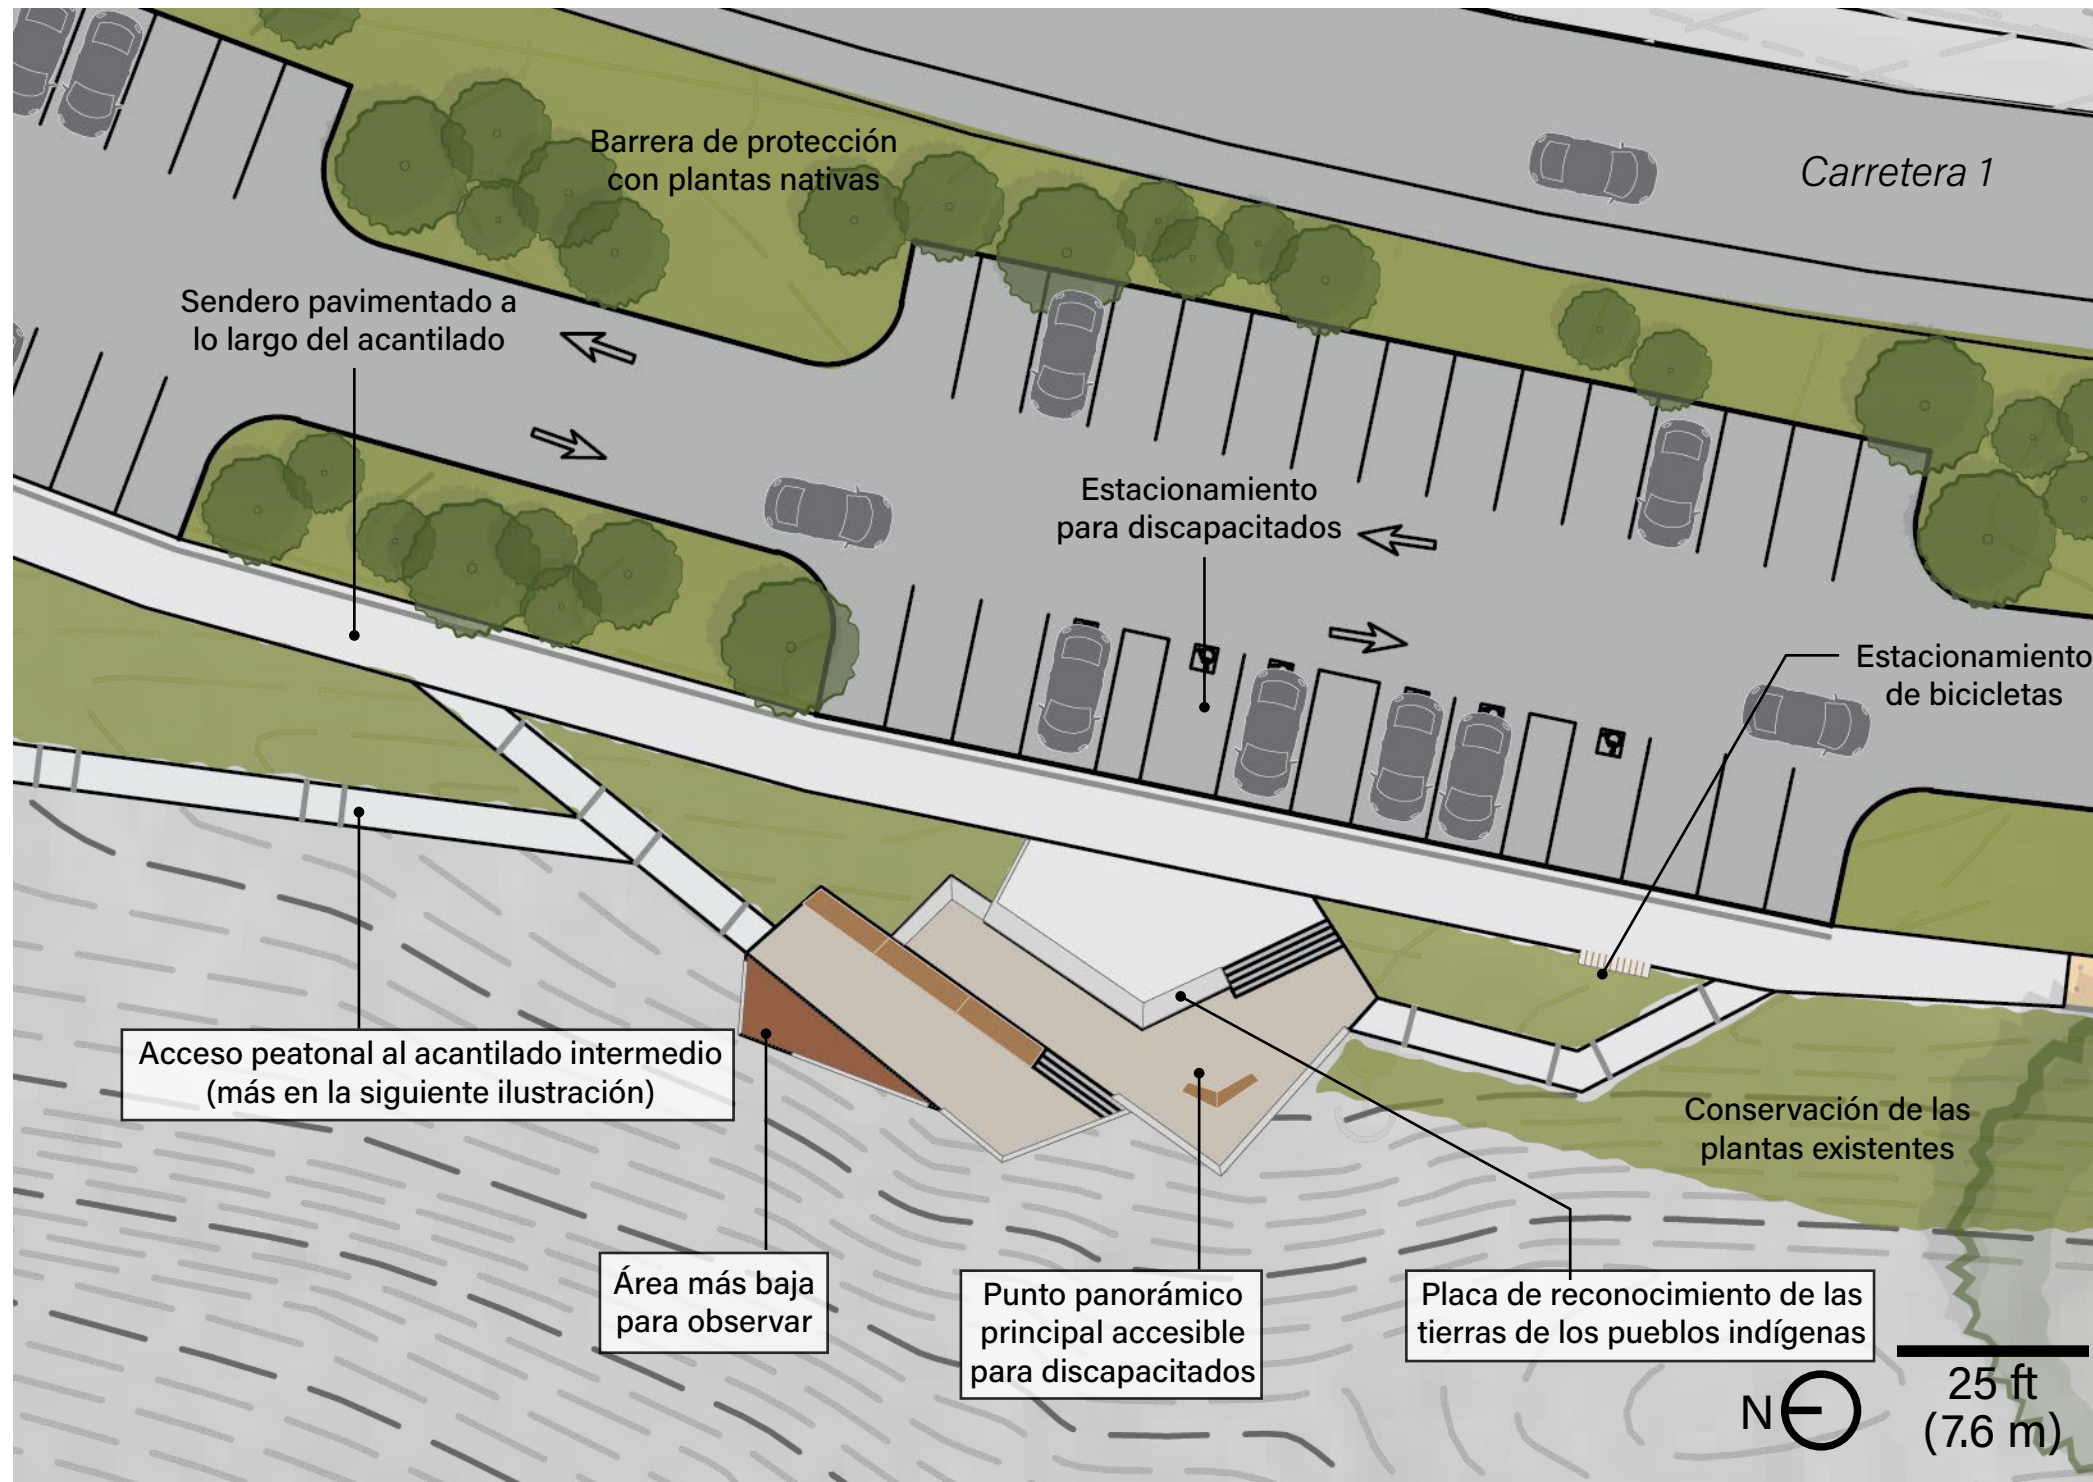 Barrera de protección
con plantas nativas
Carretera 1
Sendero pavimentado a
lo largo del acantilado
Estacionamiento
para discapacitados
Estacionamiento
de bicicletas
Acceso peatonal al acantilado intermedio
(más en la siguiente ilustración)
Conservación de las
plantas existentes
Área más baja
para observar
Punto panorámico
principal accesible
para discapacitados
Placa de reconocimiento de las
tierras de los pueblos indígenas
N
25 ft
(7.6 m)